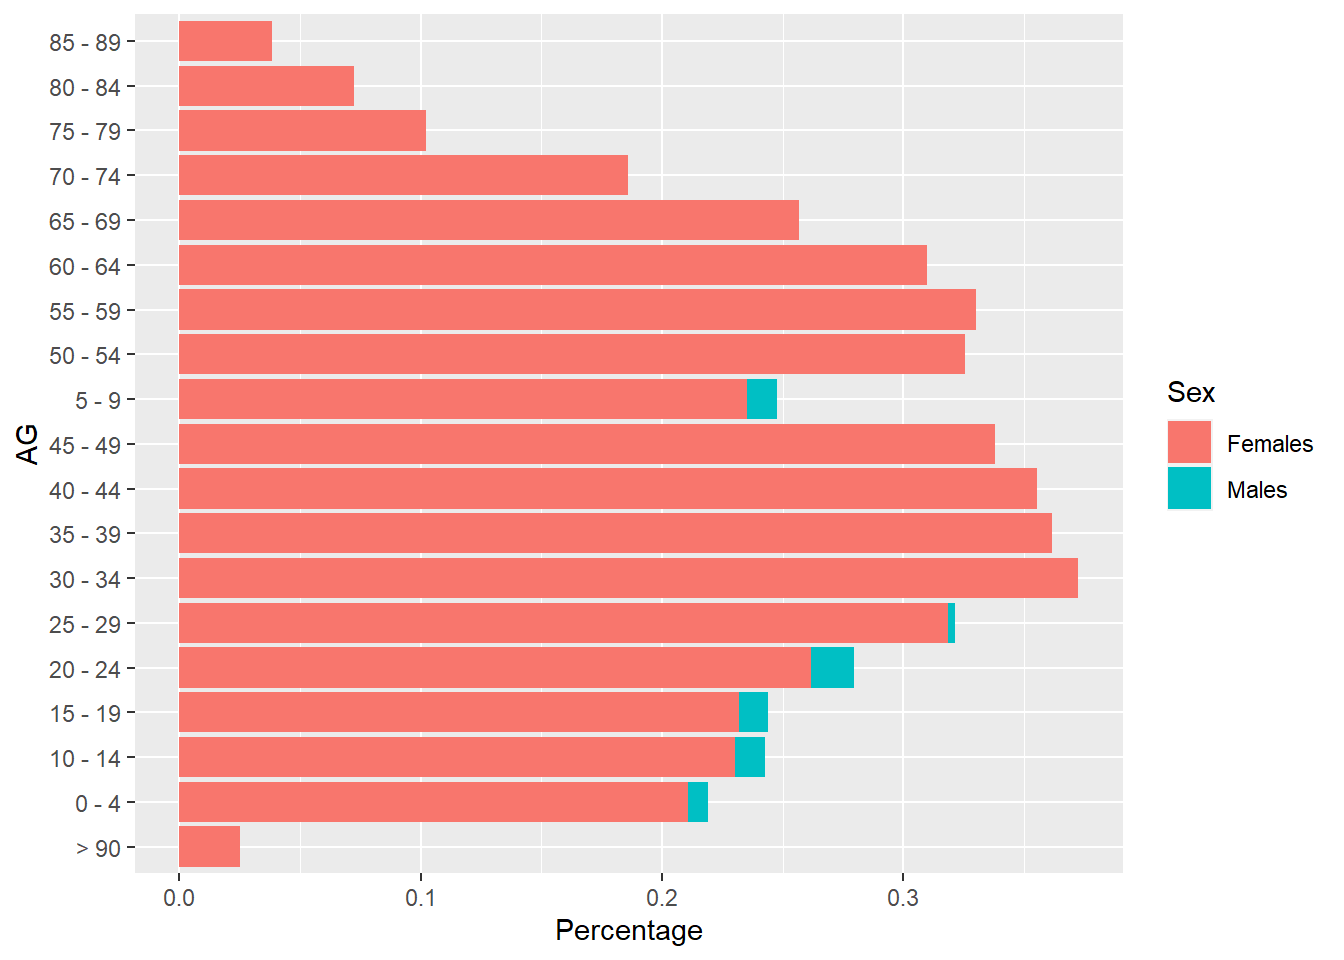 85 - 89
80 - 84
75 - 79
70 - 74
65 - 69
60 - 64
55 - 59
50 - 54
5 - 9
45 - 49
40 - 44
35 - 39
30 - 34
25 - 29
20 - 24
15 - 19
10 - 14
0 - 4
> 90
AG
0.0 0.1 0.2 0.3
Percentage
Sex
Females
Males